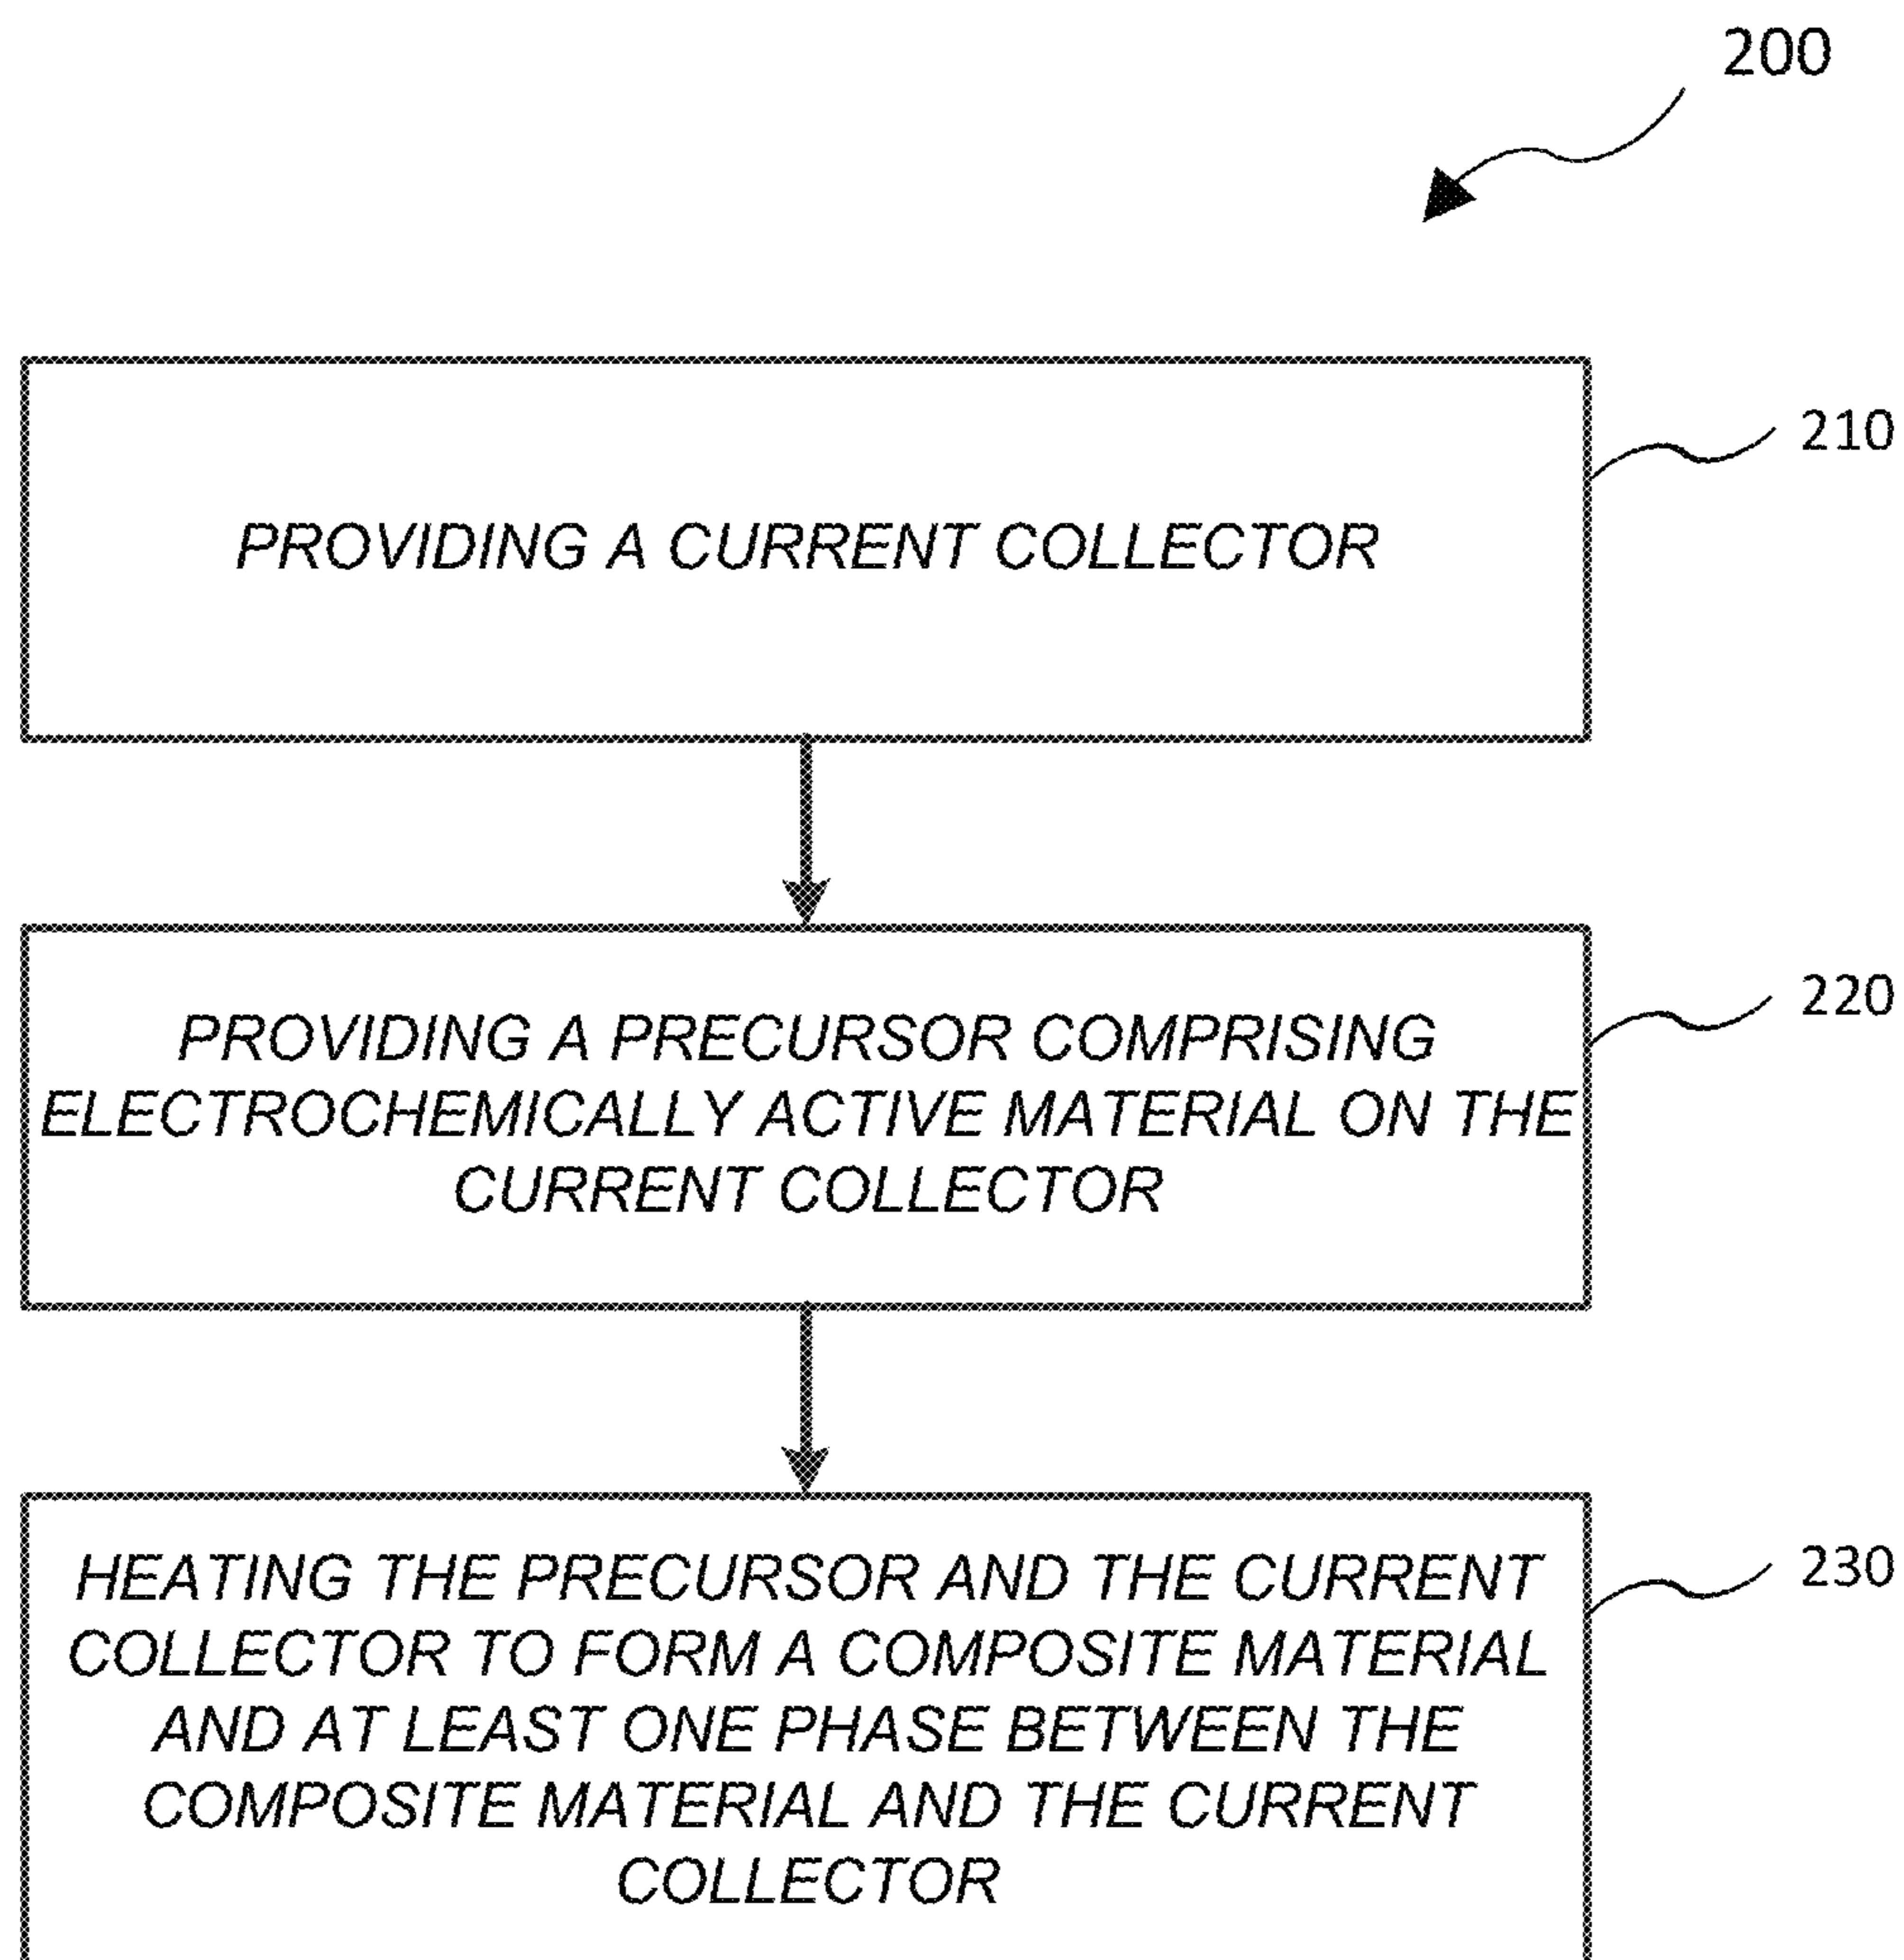 200
210
PROVIDING A CURRENT COLLECTOR
220
PROVIDING A PRECURSOR COMPRISING
ELECTROCHEMICALLY ACTIVE MATERIAL ON THE
CURRENT COLLECTOR
230
HEATING THE PRECURSOR AND THE CURRENT
COLLECTOR TO FORM A COMPOSITE MATERIAL
AND AT LEAST ONE PHASE BETWEEN THE
COMPOSITE MATERIAL AND THE CURRENT
COLLECTOR